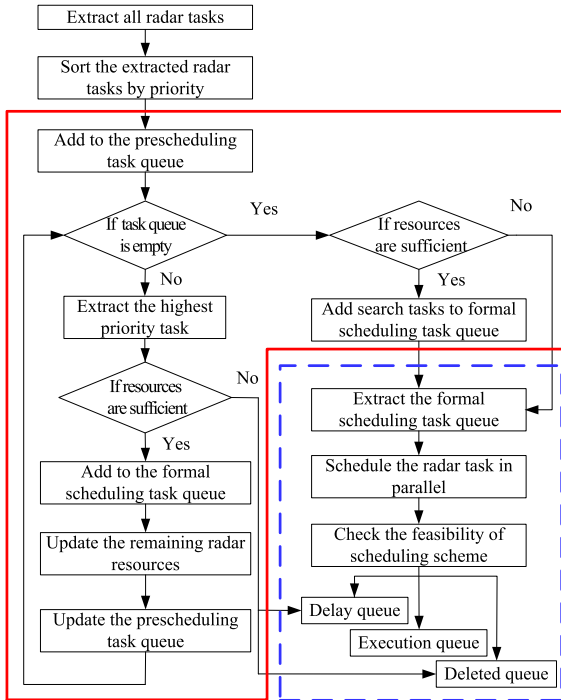 Extract all radar tasks
Sort the extracted radar
tasks by priority
Add to the prescheduling
task queue
If task queue
is empty
Yes
No
Extract the highest
priority task
If resources
are sufficient
No
Yes
Add to the formal
scheduling task queue
Update the remaining radar
resources
Update the prescheduling
task queue
If resources
are sufficient
No
Yes
Add search tasks to formal
scheduling task queue
Extract the formal
scheduling task queue
Schedule the radar task in
parallel
Check the feasibility of
scheduling scheme
Delay queue
Execution queue
Deleted queue